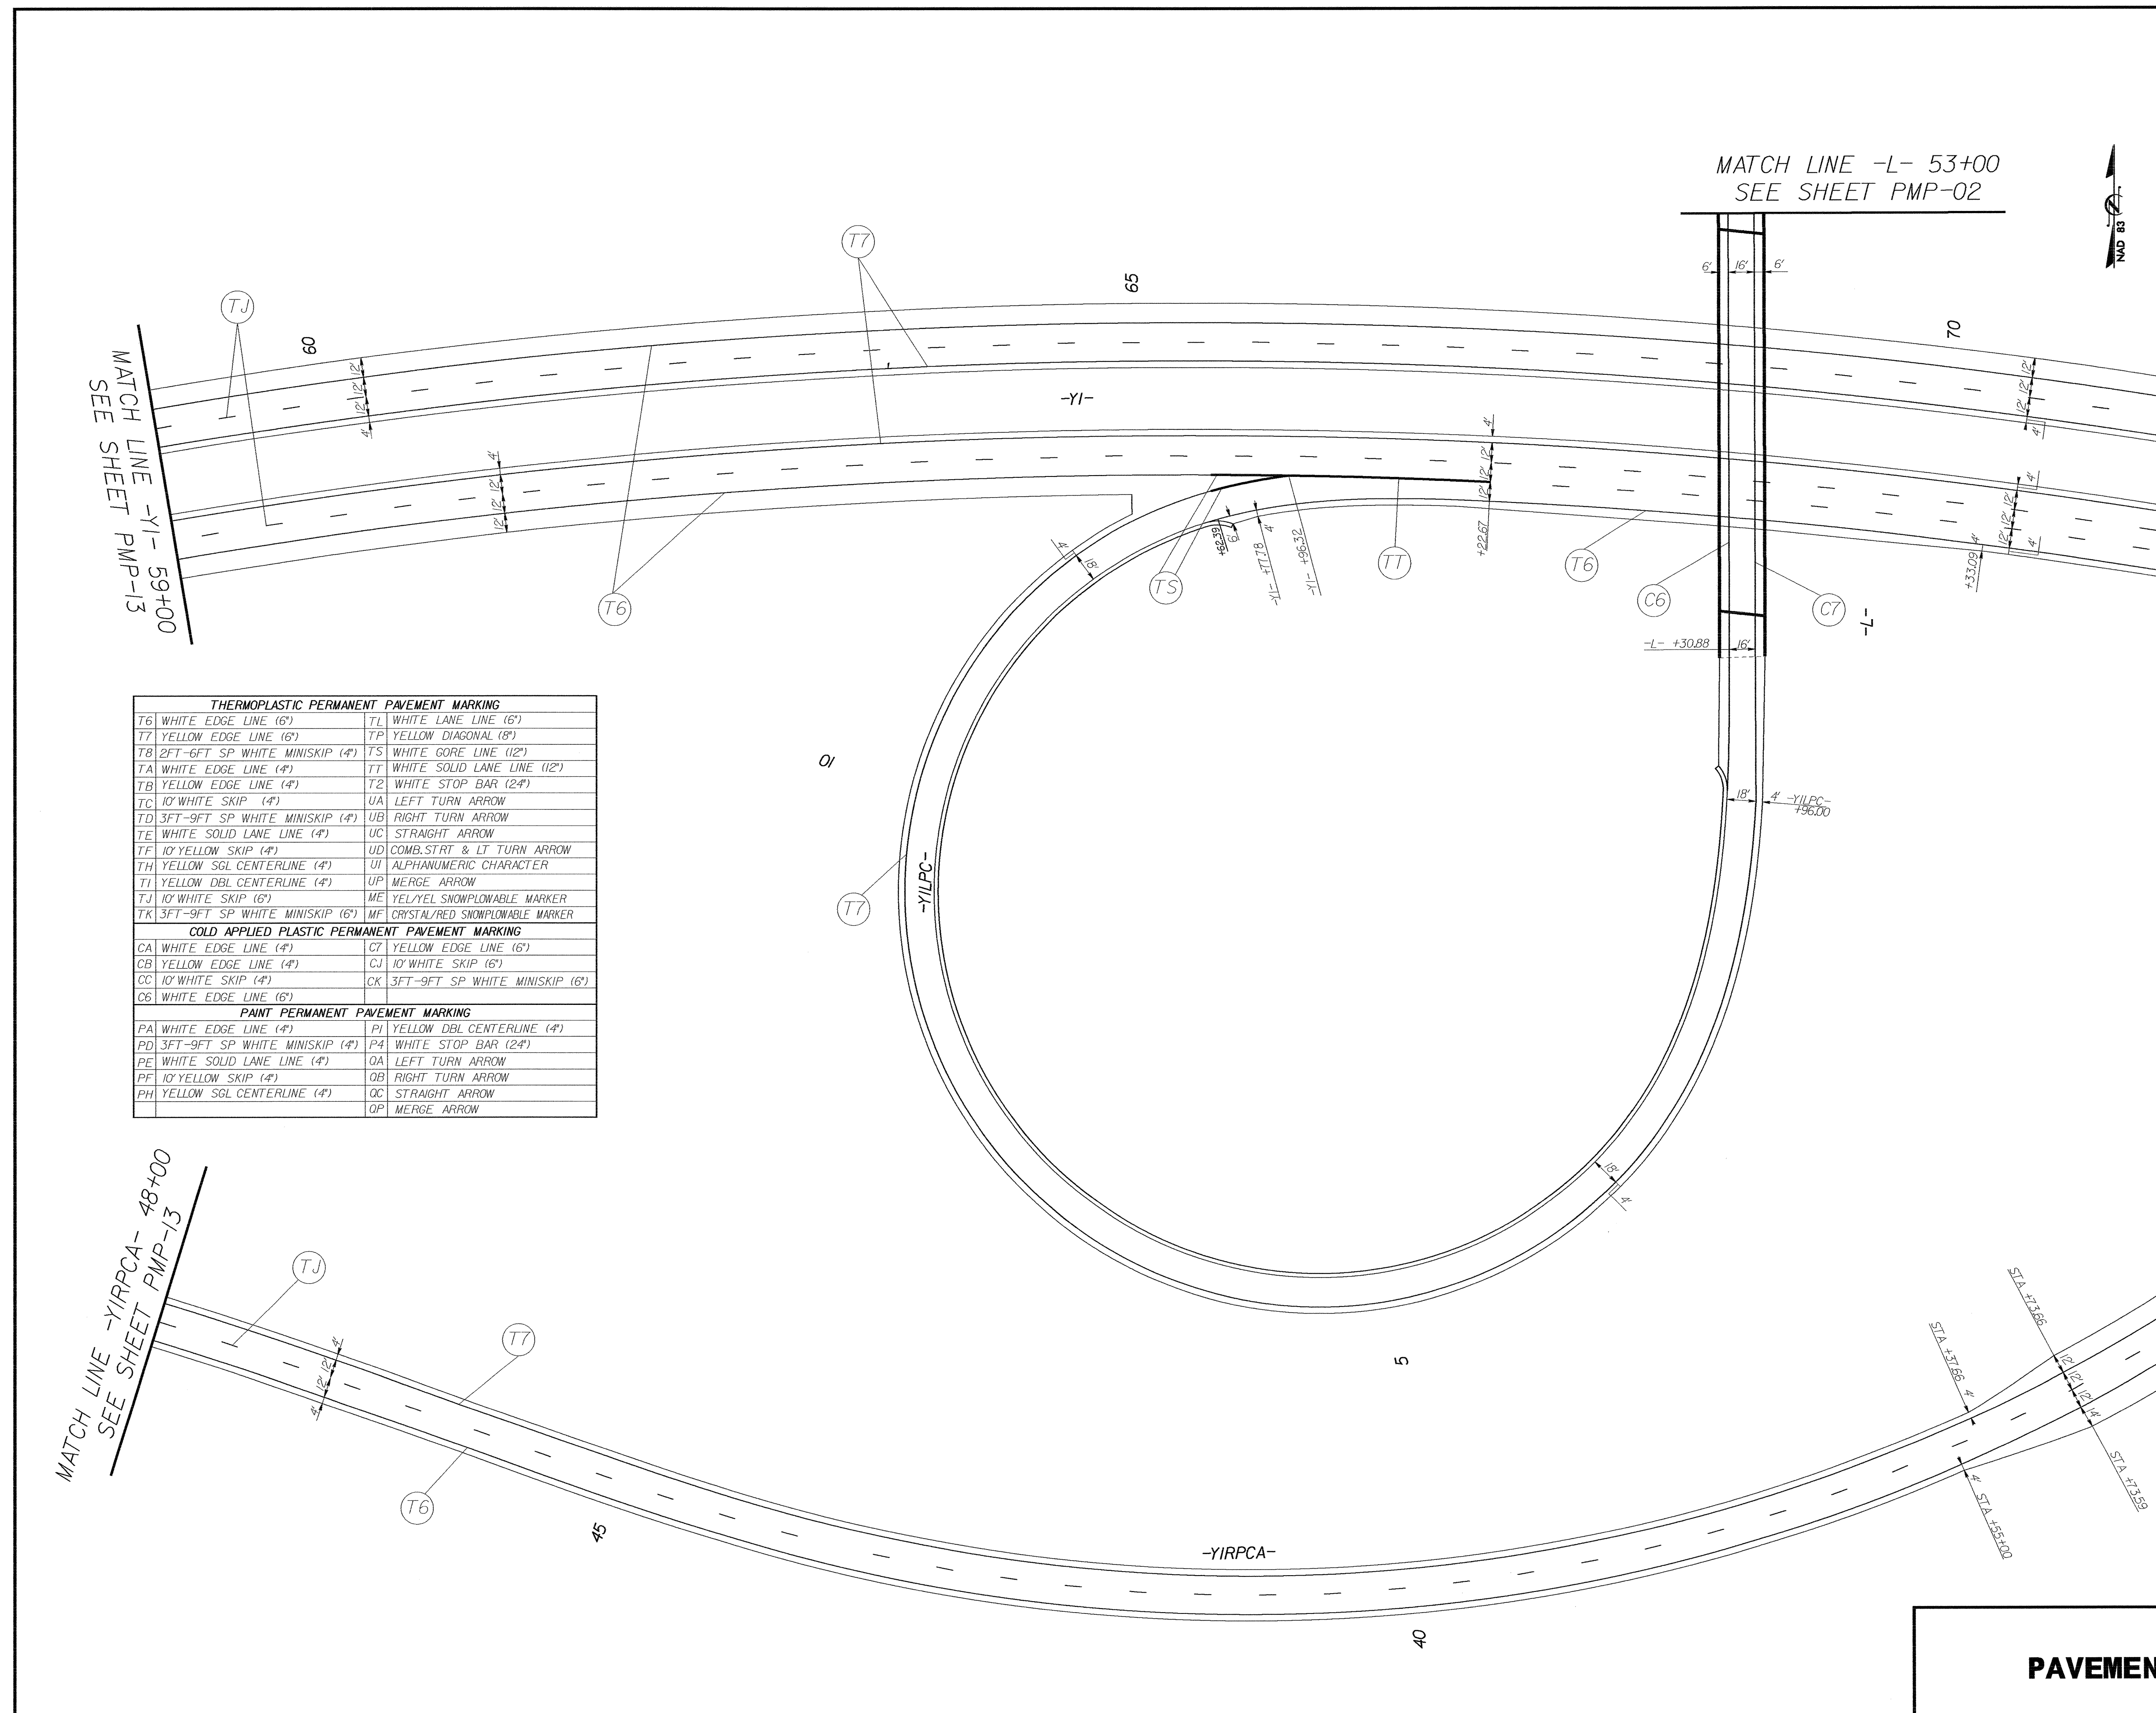 MATCH LINE -L- 53+00
SEE SHEET PMP-02
NAD 83
T7
TJ
60
65
70
6' 16' 6'
MATCH LINE -Y1- 59+00
SEE SHEET PMP-13
12' 12' 12' 4'
-Y1-
4' 12' 12' 12'
4' 12' 12' 12'
+22.67
12' 12' 12' 4'
4' 12' 12' 12' 4'
+33.09 4'
4' 18'
+62.39
6'
-Y1- +77.78 4'
-Y1- +96.32
TS
TT
T6
T6
C6
C7
-L-
-L- +30.88
16'
THERMOPLASTIC PERMANENT PAVEMENT MARKING
T6 WHITE EDGE LINE (6") TL WHITE LANE LINE (6")
T7 YELLOW EDGE LINE (6") TP YELLOW DIAGONAL (8")
T8 2FT-6FT SP WHITE MINISKIP (4") TS WHITE GORE LINE (12")
TA WHITE EDGE LINE (4") TT WHITE SOLID LANE LINE (12")
TB YELLOW EDGE LINE (4") T2 WHITE STOP BAR (24")
TC 10' WHITE SKIP (4") UA LEFT TURN ARROW
TD 3FT-9FT SP WHITE MINISKIP (4") UB RIGHT TURN ARROW
TE WHITE SOLID LANE LINE (4") UC STRAIGHT ARROW
TF 10' YELLOW SKIP (4") UD COMB. STRT & LT TURN ARROW
TH YELLOW SGL CENTERLINE (4") UI ALPHANUMERIC CHARACTER
TI YELLOW DBL CENTERLINE (4") UP MERGE ARROW
TJ 10' WHITE SKIP (6") ME YEL/YEL SNOWPLOWABLE MARKER
TK 3FT-9FT SP WHITE MINISKIP (6") MF CRYSTAL/RED SNOWPLOWABLE MARKER
COLD APPLIED PLASTIC PERMANENT PAVEMENT MARKING
CA WHITE EDGE LINE (4") C7 YELLOW EDGE LINE (6")
CB YELLOW EDGE LINE (4") CJ 10' WHITE SKIP (6")
CC 10' WHITE SKIP (4") CK 3FT-9FT SP WHITE MINISKIP (6")
C6 WHITE EDGE LINE (6")
PAINT PERMANENT PAVEMENT MARKING
PA WHITE EDGE LINE (4") PI YELLOW DBL CENTERLINE (4")
PD 3FT-9FT SP WHITE MINISKIP (4") P4 WHITE STOP BAR (24")
PE WHITE SOLID LANE LINE (4") QA LEFT TURN ARROW
PF 10' YELLOW SKIP (4") QB RIGHT TURN ARROW
PH YELLOW SGL CENTERLINE (4") QC STRAIGHT ARROW
QP MERGE ARROW
10
18' 4' -Y1LPC-
+96.00
-Y1LPC-
T7
18'
4'
5
MATCH LINE -Y1RPCA- 48+00
SEE SHEET PMP-13
TJ
T7
4' 12' 12' 4'
T6
45
-Y1RPCA-
40
STA +73.66
STA +37.66 4'
12' 12' 12' 14'
STA +73.59
4' STA +55+00
PAVEMEN